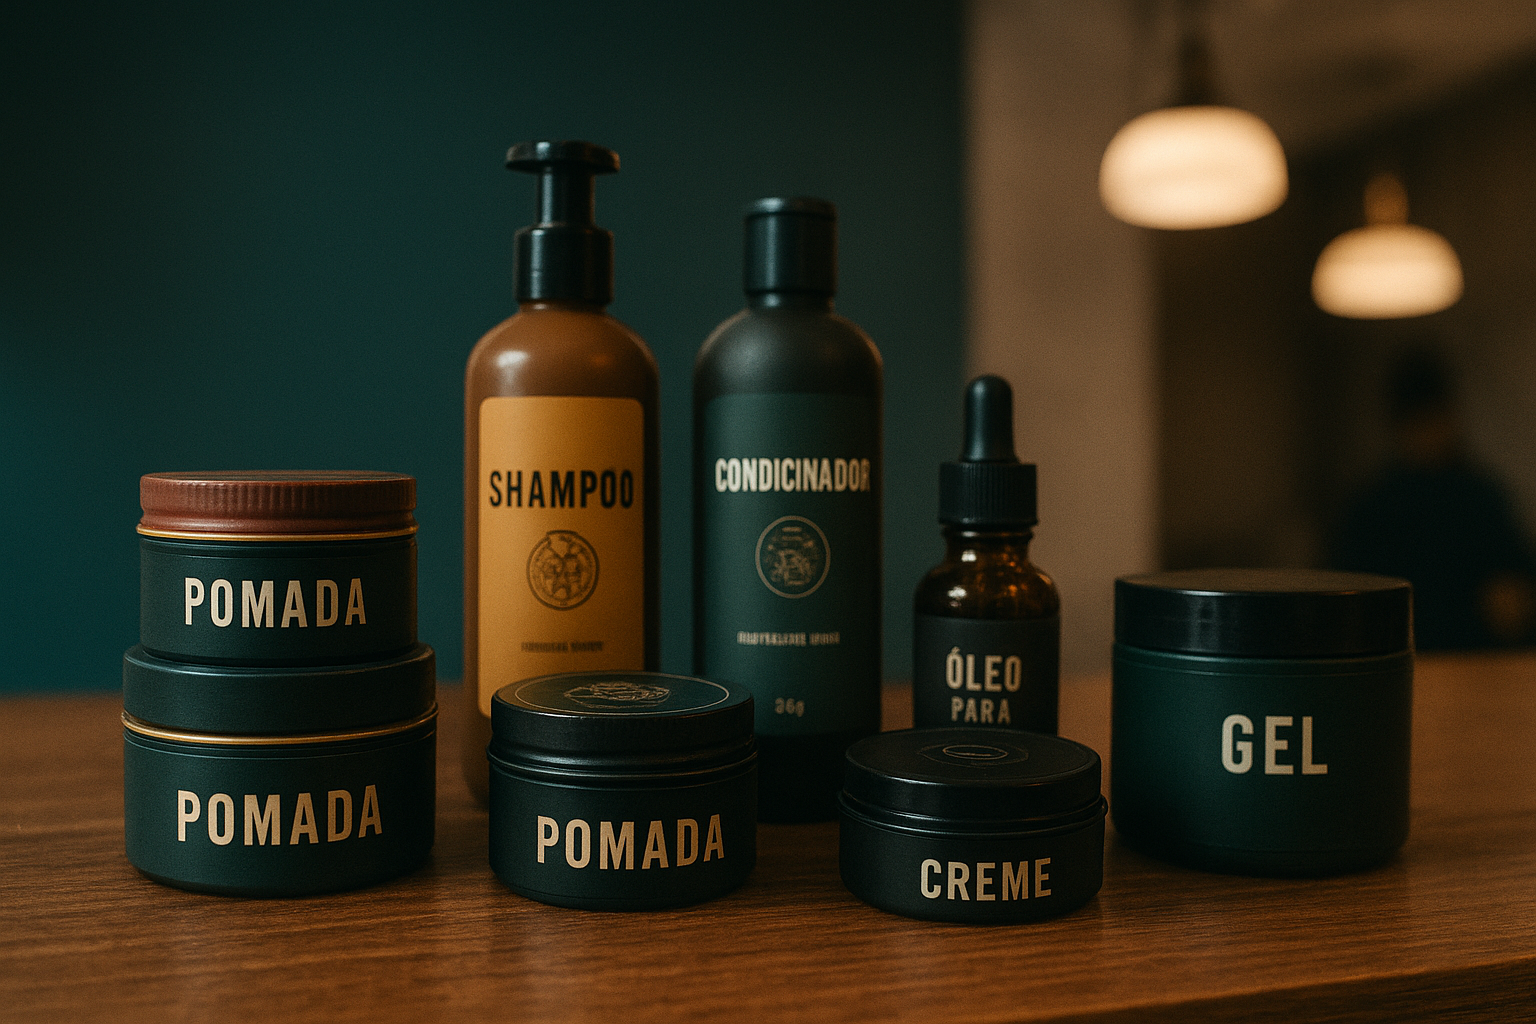 SHAMPOO
CONDICINADOR
POMADA
POMADA
POMADA
ÓLEO
PARA
CREME
GEL